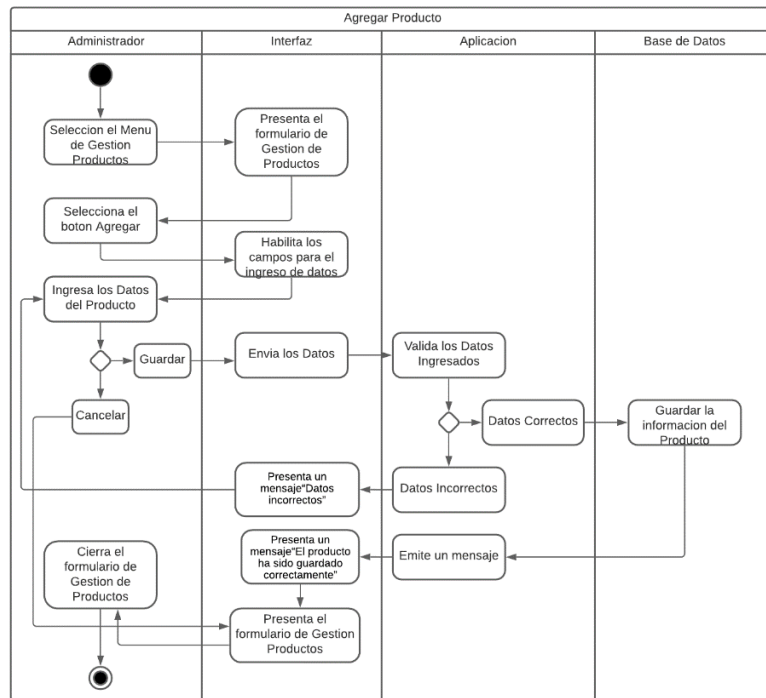 Agregar Producto
Administrador
Interfaz
Aplicacion
Base de Datos
Seleccion el Menu
de Gestion
Productos
Presenta el
formulario de
Gestion de
Productos
Selecciona el
boton Agregar
Habilita los
campos para el
ingreso de datos
Ingresa los Datos
del Producto
Guardar
Envia los Datos
Valida los Datos
Ingresados
Cancelar
Datos Correctos
Guardar la
informacion del
Producto
Presenta un
mensaje"Datos
incorrectos"
Datos Incorrectos
Presenta un
mensaje"El producto
ha sido guardado
correctamente"
Emite un mensaje
Cierra el
formulario de
Gestion de
Productos
Presenta el
formulario de Gestion
Productos